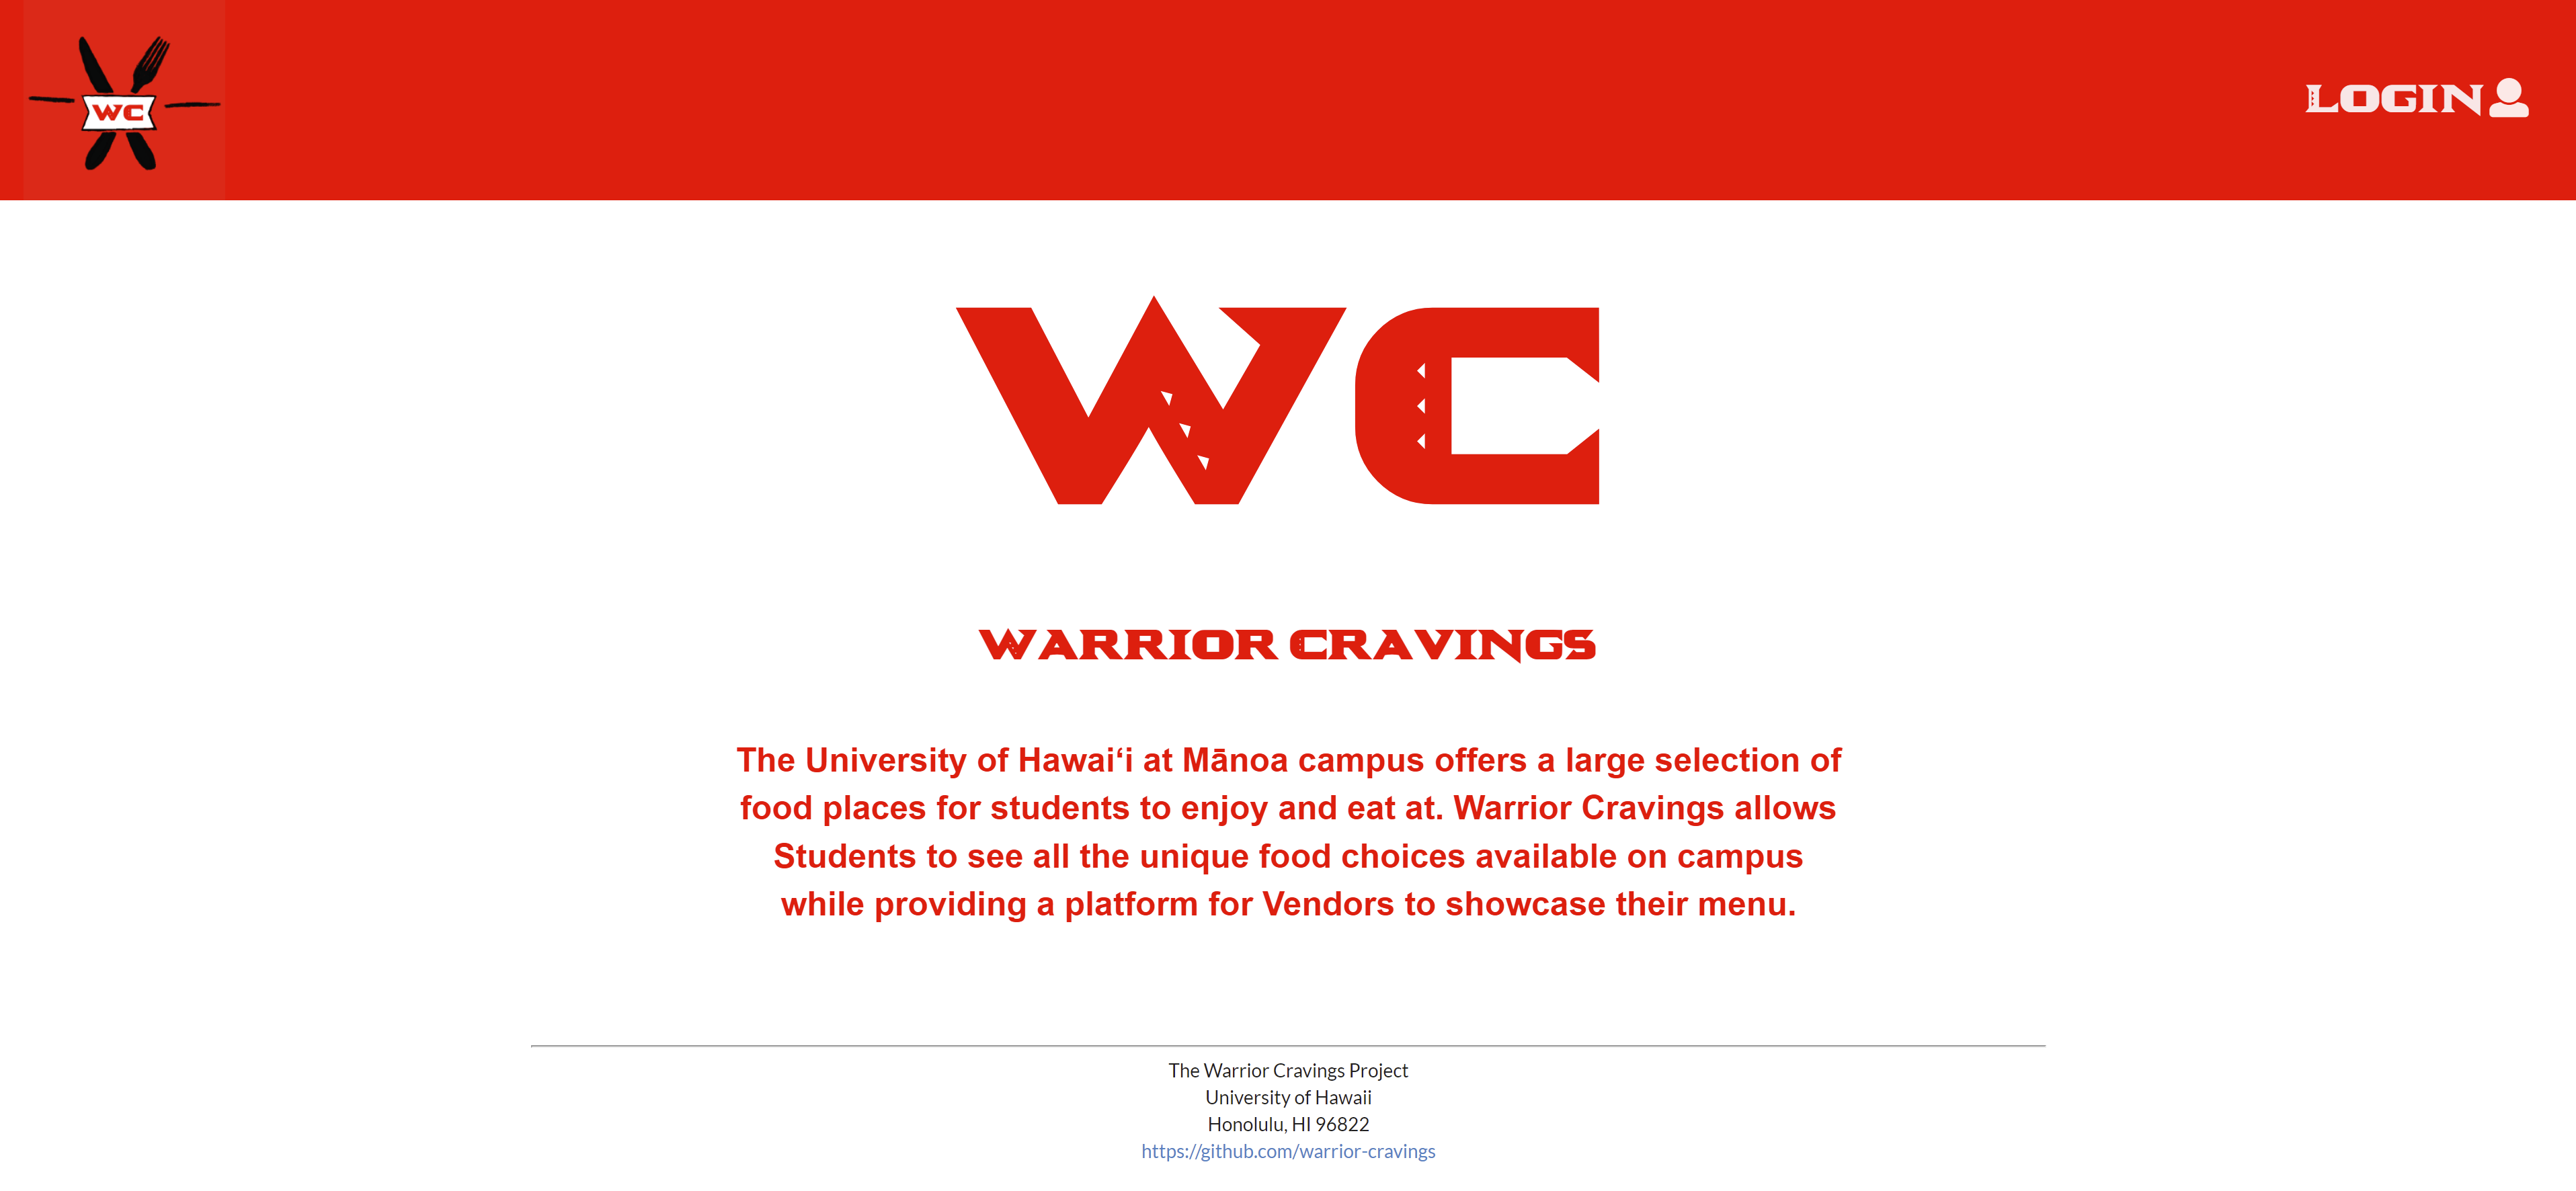 WC
LOGIN
WC
WARRIOR CRAVINGS
The University of Hawaiʻi at Mānoa campus offers a large selection of
food places for students to enjoy and eat at. Warrior Cravings allows
Students to see all the unique food choices available on campus
while providing a platform for Vendors to showcase their menu.
The Warrior Cravings Project
University of Hawaii
Honolulu, HI 96822
https://github.com/warrior-cravings